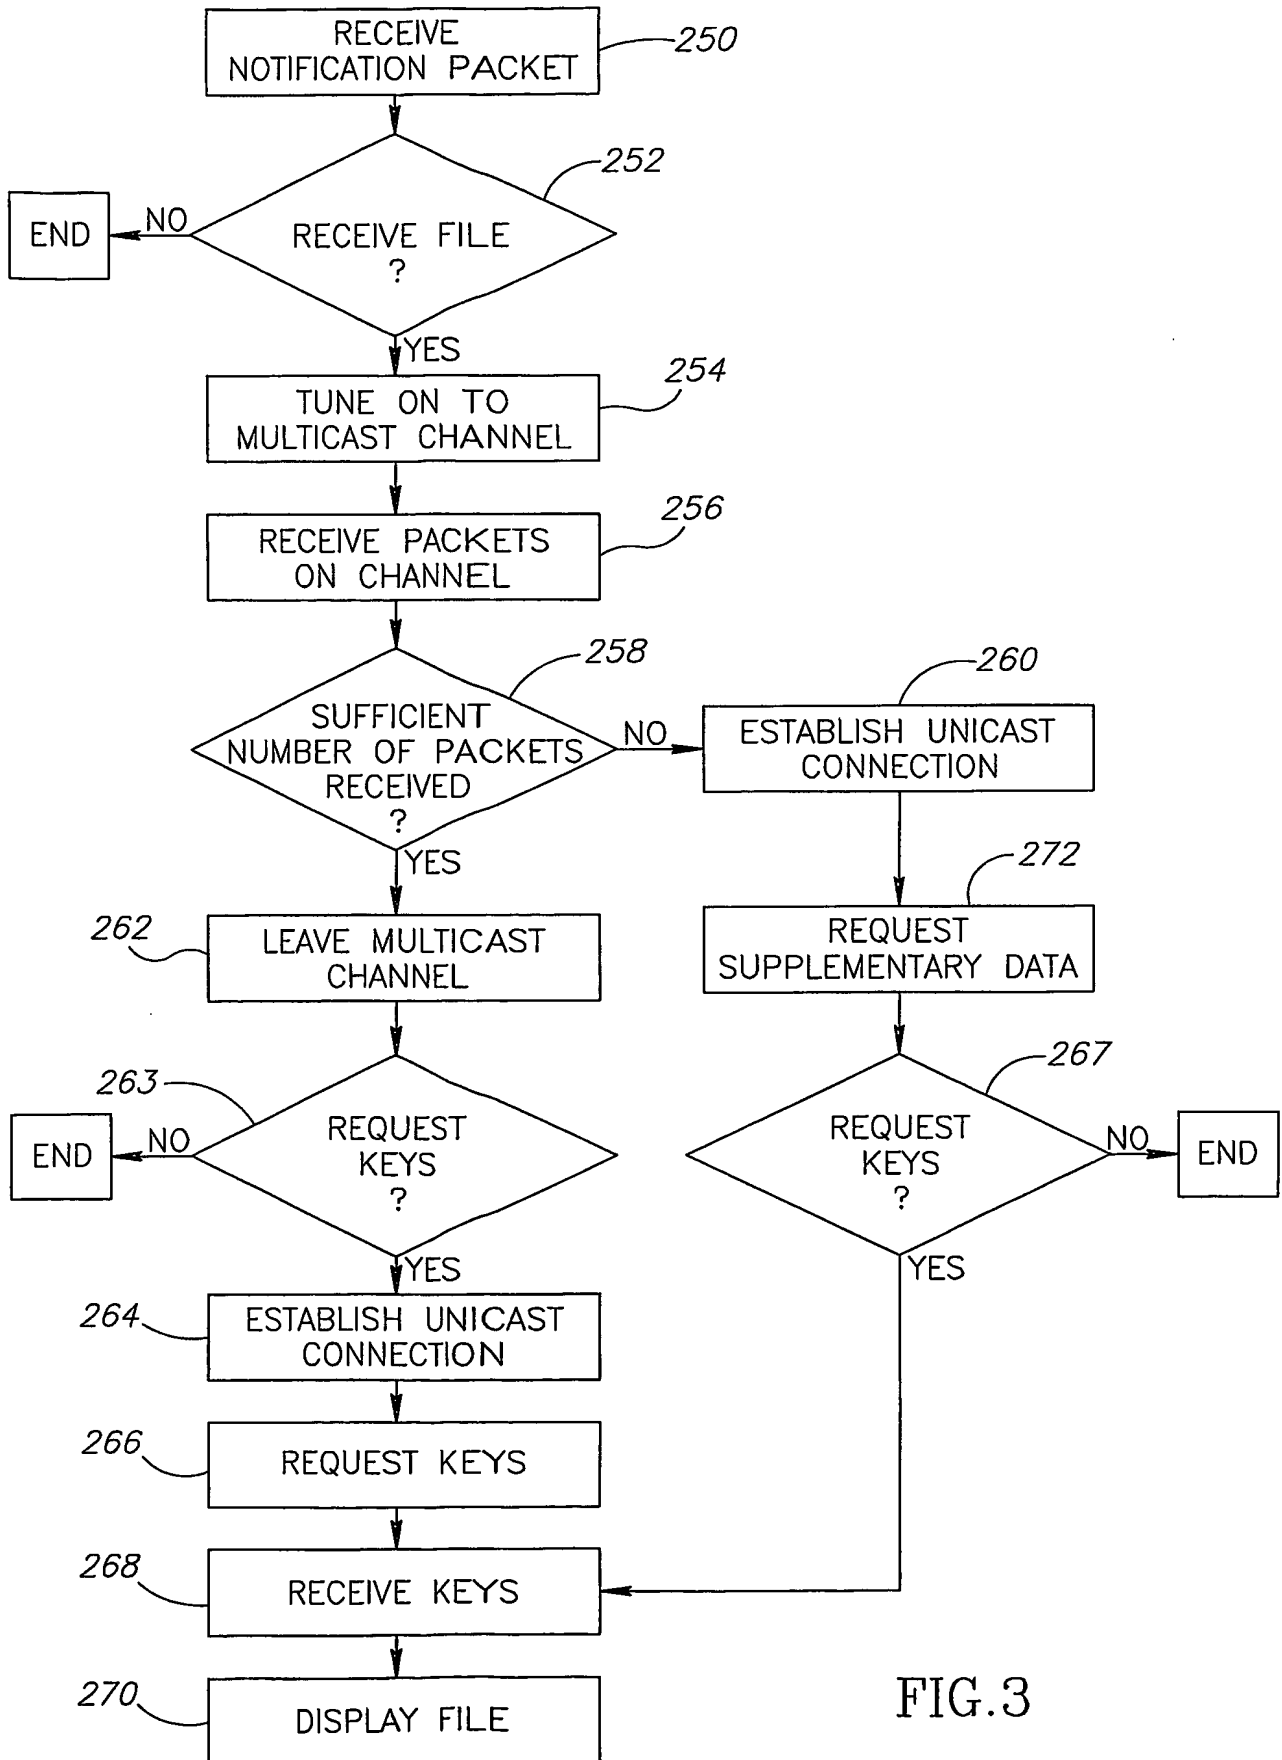 RECEIVE
NOTIFICATION PACKET
250
252
RECEIVE FILE
?
NO
END
YES
TUNE ON TO
MULTICAST CHANNEL
254
RECEIVE PACKETS
ON CHANNEL
256
258
SUFFICIENT
NUMBER OF PACKETS
RECEIVED
?
NO
260
ESTABLISH UNICAST
CONNECTION
YES
272
REQUEST
SUPPLEMENTARY DATA
262
LEAVE MULTICAST
CHANNEL
263
REQUEST
KEYS
?
NO
END
267
REQUEST
KEYS
?
NO
END
YES
YES
264
ESTABLISH UNICAST
CONNECTION
266
REQUEST KEYS
268
RECEIVE KEYS
270
DISPLAY FILE
FIG.3